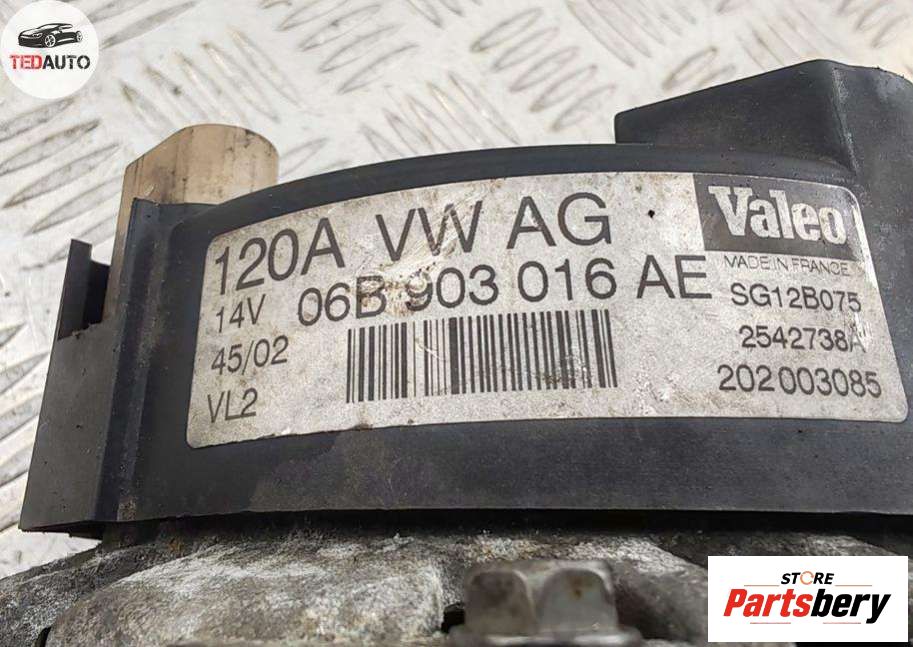 TEDAUTO
120A VW AG
Valeo
MADE IN FRANCE
14V 06B 903 016 AE
SG12B075
45/02
2542738A
VL2
202003085
STORE
Partsbery